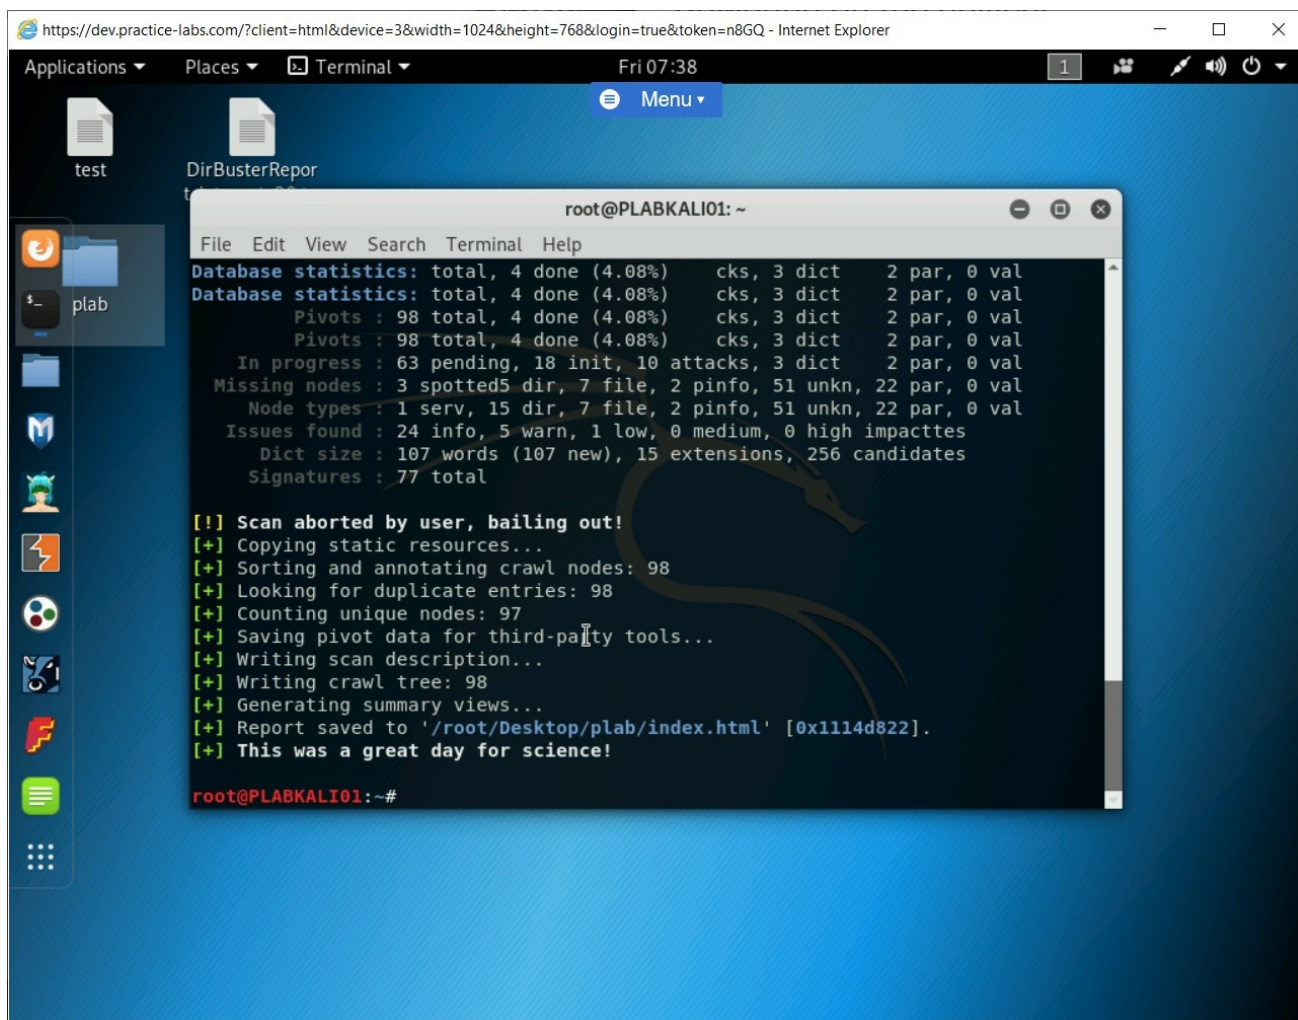 https://dev.practice-labs.com/?client=html&device=3&width=1024&height=768&login=true&token=n8GQ - Internet Explorer
Applications Places Terminal Fri 07:38 1
Menu
test
DirBusterRepor
plab
root@PLABKALI01: ~
File Edit View Search Terminal Help
Database statistics: total, 4 done (4.08%) cks, 3 dict 2 par, 0 val
Database statistics: total, 4 done (4.08%) cks, 3 dict 2 par, 0 val
Pivots : 98 total, 4 done (4.08%) cks, 3 dict 2 par, 0 val
Pivots : 98 total, 4 done (4.08%) cks, 3 dict 2 par, 0 val
In progress : 63 pending, 18 init, 10 attacks, 3 dict 2 par, 0 val
Missing nodes : 3 spotted5 dir, 7 file, 2 pinfo, 51 unkn, 22 par, 0 val
Node types : 1 serv, 15 dir, 7 file, 2 pinfo, 51 unkn, 22 par, 0 val
Issues found : 24 info, 5 warn, 1 low, 0 medium, 0 high impacttes
Dict size : 107 words (107 new), 15 extensions, 256 candidates
Signatures : 77 total
[!] Scan aborted by user, bailing out!
[+] Copying static resources...
[+] Sorting and annotating crawl nodes: 98
[+] Looking for duplicate entries: 98
[+] Counting unique nodes: 97
[+] Saving pivot data for third-party tools...
[+] Writing scan description...
[+] Writing crawl tree: 98
[+] Generating summary views...
[+] Report saved to '/root/Desktop/plab/index.html' [0x1114d822].
[+] This was a great day for science!
root@PLABKALI01:~#